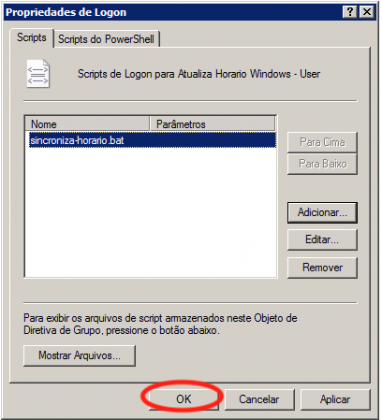 Propriedades de Logon
Scripts
Scripts do PowerShell
Scripts de Logon para Atualiza Horario Windows - User
Nome
Parâmetros
sincroniza-horario.bat
Para Cima
Para Baixo
Adicionar...
Editar...
Remover
Para exibir os arquivos de script armazenados neste Objeto de
Diretiva de Grupo, pressione o botão abaixo.
Mostrar Arquivos...
OK
Cancelar
Aplicar